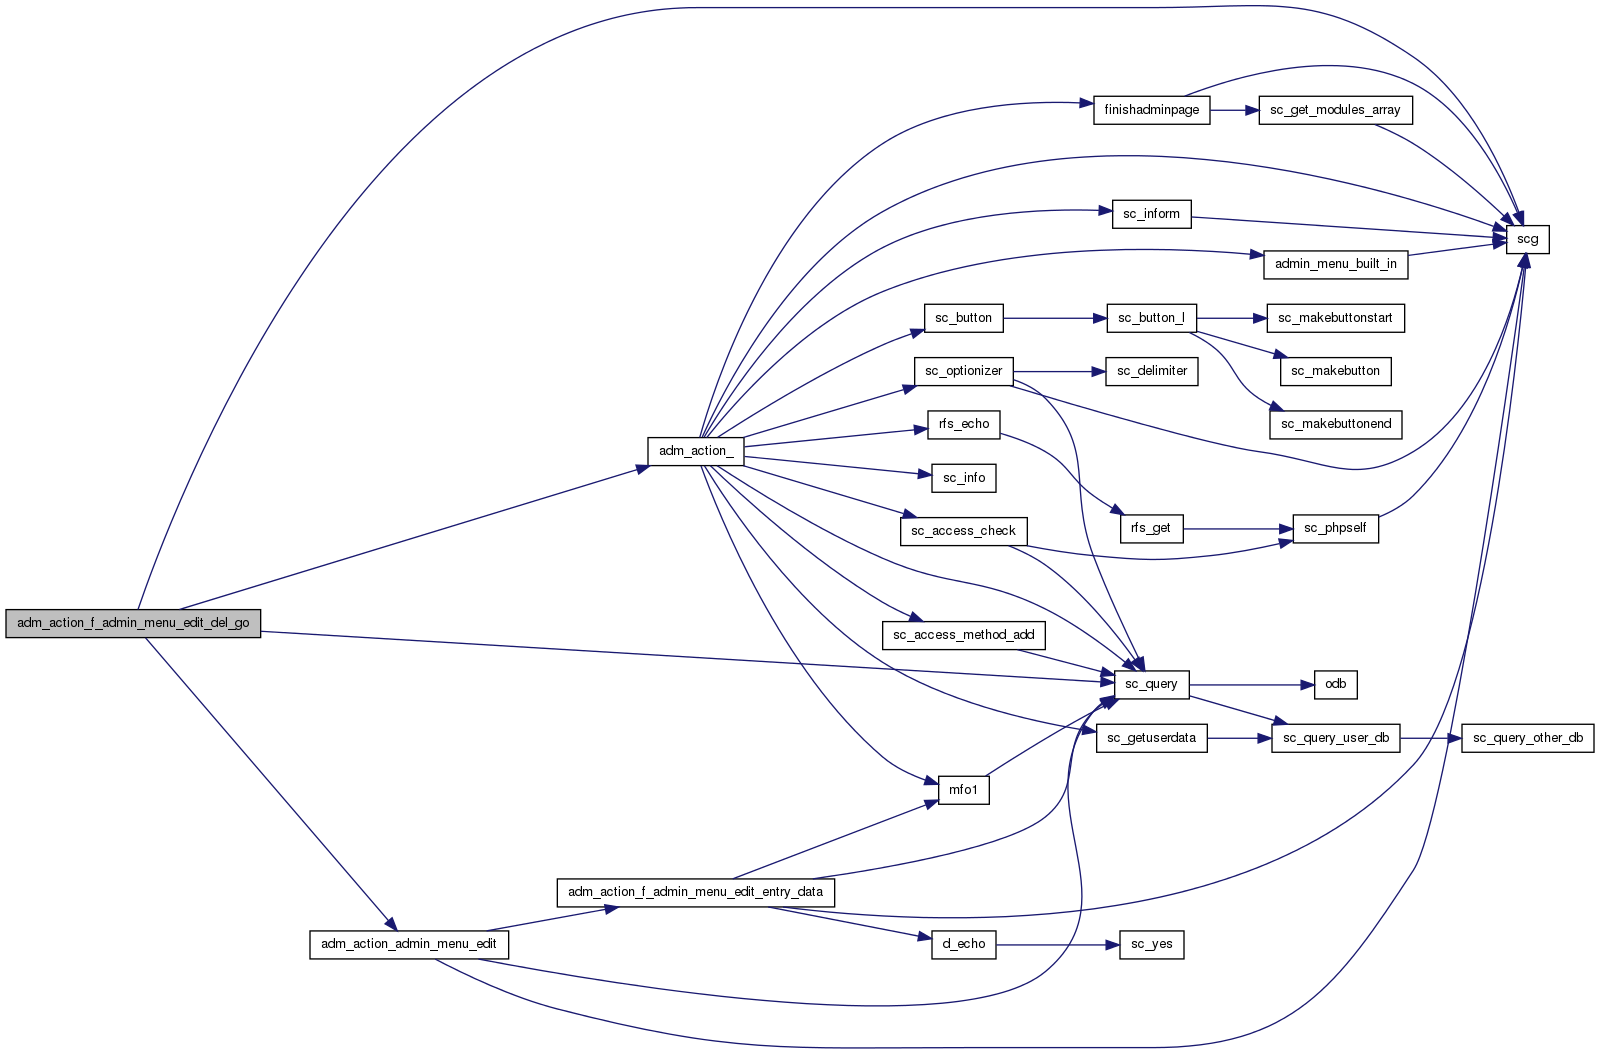 finishadminpage
sc_get_modules_array
sc_inform
scg
admin_menu_built_in
sc_button
sc_button_l
sc_makebuttonstart
sc_optionizer
sc_delimiter
sc_makebutton
rfs_echo
sc_makebuttonend
adm_action_
sc_info
sc_access_check
rfs_get
sc_phpself
adm_action_f_admin_menu_edit_del_go
sc_access_method_add
sc_query
odb
sc_getuserdata
sc_query_user_db
sc_query_other_db
mfo1
adm_action_f_admin_menu_edit_entry_data
adm_action_admin_menu_edit
d_echo
sc_yes